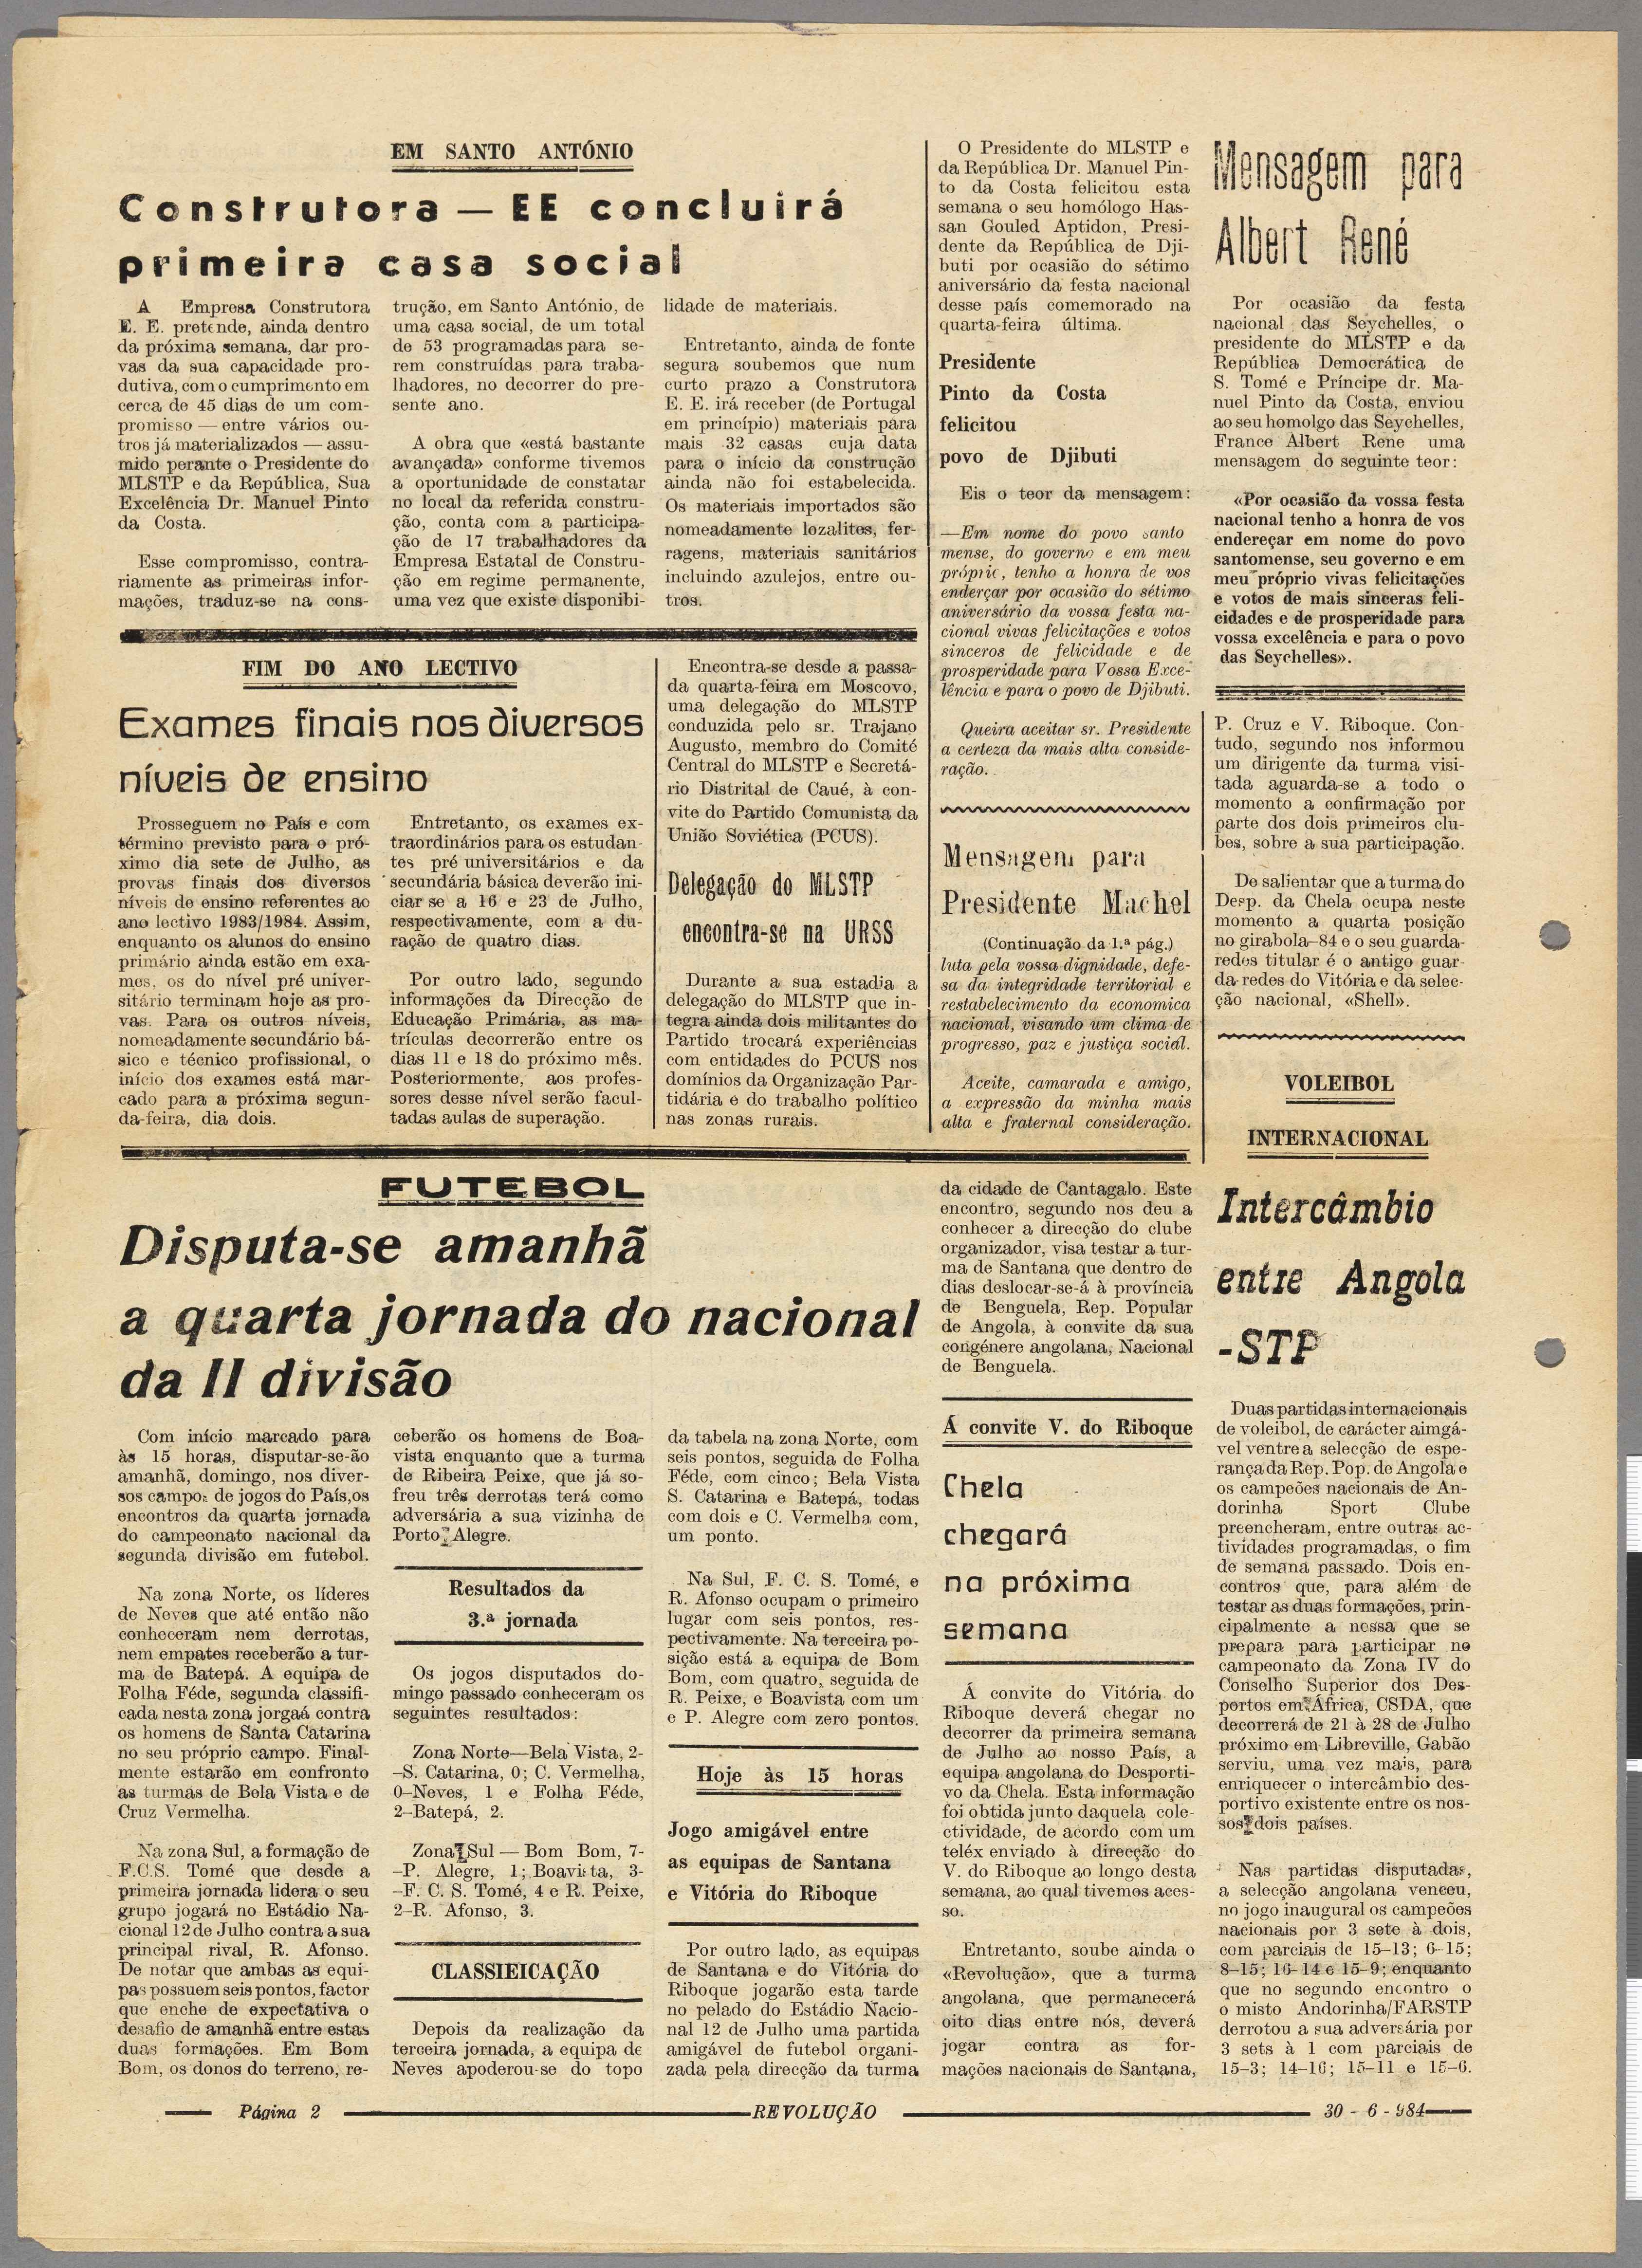 EM SANTO ANTÓNIO
Construtora — EE concluirá
primeira casa social
A Empresa Construtora
E. E. pretende, ainda dentro
da próxima semana, dar pro-
vas da sua capacidade pro-
dutiva, com o cumprimento em
cerca de 45 dias de um com-
promisso — entre vários ou-
tros já materializados — assu-
mido perante o Presidente do
MLSTP e da República, Sua
Excelência Dr. Manuel Pinto
da Costa.
Esse compromisso, contra-
riamente as primeiras infor-
mações, traduz-se na cons-
trução, em Santo António, de
uma casa social, de um total
de 53 programadas para se-
rem construídas para traba-
lhadores, no decorrer do pre-
sente ano.
A obra que «está bastante
avançada» conforme tivemos
a oportunidade de constatar
no local da referida constru-
ção, conta com a participa-
ção de 17 trabalhadores da
Empresa Estatal de Constru-
ção em regime permanente,
uma vez que existe disponibi-
lidade de materiais.
Entretanto, ainda de fonte
segura soubemos que num
curto prazo a Construtora
E. E. irá receber (de Portugal
em princípio) materiais para
mais 32 casas cuja data
para o início da construção
ainda não foi estabelecida.
Os materiais importados são
nomeadamente lozalites, fer-
ragens, materiais sanitários
incluindo azulejos, entre ou-
tros.
O Presidente do MLSTP e
da República Dr. Manuel Pin-
to da Costa felicitou esta
semana o seu homólogo Has-
san Gouled Aptidon, Presi-
dente da República de Dji-
buti por ocasião do sétimo
aniversário da festa nacional
desse país comemorado na
quarta-feira última.
Presidente
Pinto da Costa
felicitou
povo de Djibuti
Eis o teor da mensagem:
—Em nome do povo santo
mense, do governo e em meu
próprio, tenho a honra de vos
enderçar por ocasião do sétimo
aniversário da vossa festa na-
cional vivas felicitações e votos
sinceros de felicidade e de
prosperidade para Vossa Exce-
lência e para o povo de Djibuti.
Queira aceitar sr. Presidente
a certeza da mais alta conside-
ração.
Mensagem para
Albert René
Por ocasião da festa
nacional das Seychelles, o
presidente do MLSTP e da
República Democrática de
S. Tomé e Príncipe dr. Ma-
nuel Pinto da Costa, enviou
ao seu homolgo das Seychelles,
France Albert Rene uma
mensagem do seguinte teor:
«Por ocasião da vossa festa
nacional tenho a honra de vos
endereçar em nome do povo
santomense, seu governo e em
meu próprio vivas felicitações
e votos de mais sinceras feli-
cidades e de prosperidade para
vossa excelência e para o povo
das Seychelles».
FIM DO ANO LECTIVO
Exames finais nos diversos
níveis de ensino
Prosseguem no País e com
término previsto para o pró-
ximo dia sete de Julho, as
provas finais dos diversos
níveis de ensino referentes ao
ano lectivo 1983/1984. Assim,
enquanto os alunos do ensino
primário ainda estão em exa-
mes, os do nível pré univer-
sitário terminam hoje as pro-
vas. Para os outros níveis,
nomeadamente secundário bá-
sico e técnico profissional, o
início dos exames está mar-
cado para a próxima segun-
da-feira, dia dois.
Entretanto, os exames ex-
traordinários para os estudan-
tes pré universitários e da
secundária básica deverão ini-
ciar se a 16 e 23 de Julho,
respectivamente, com a du-
ração de quatro dias.
Por outro lado, segundo
informações da Direcção de
Educação Primária, as ma-
trículas decorrerão entre os
dias 11 e 18 do próximo mês.
Posteriormente, aos profes-
sores desse nível serão facul-
tadas aulas de superação.
Encontra-se desde a passa-
da quarta-feira em Moscovo,
uma delegação do MLSTP
conduzida pelo sr. Trajano
Augusto, membro do Comité
Central do MLSTP e Secretá-
rio Distrital de Caué, à con-
vite do Partido Comunista da
União Soviética (PCUS).
Delegação do MLSTP
encontra-se na URSS
Durante a sua estadia a
delegação do MLSTP que in-
tegra ainda dois militantes do
Partido trocará experiências
com entidades do PCUS nos
domínios da Organização Par-
tidária e do trabalho político
nas zonas rurais.
Mensagem para
Presidente Machel
(Continuação da 1.ª pág.)
luta pela vossa dignidade, defe-
sa da integridade territorial e
restabelecimento da economica
nacional, visando um clima de
progresso, paz e justiça sociál.
Aceite, camarada e amigo,
a expressão da minha mais
alta e fraternal consideração.
P. Cruz e V. Riboque. Con-
tudo, segundo nos informou
um dirigente da turma visi-
tada aguarda-se a todo o
momento a confirmação por
parte dos dois primeiros clu-
bes, sobre a sua participação.
De salientar que a turma do
Desp. da Chela ocupa neste
momento a quarta posição
no girabola-84 e o seu guarda-
redes titular é o antigo guar-
da-redes do Vitória e da selec-
ção nacional, «Shell».
FUTEBOL
Disputa-se amanhã
a quarta jornada do nacional
da II divisão
Com início marcado para
às 15 horas, disputar-se-ão
amanhã, domingo, nos diver-
sos campos de jogos do País,os
encontros da quarta jornada
do campeonato nacional da
segunda divisão em futebol.
Na zona Norte, os líderes
de Neves que até então não
conheceram nem derrotas,
nem empates receberão a tur-
ma de Batepá. A equipa de
Folha Féde, segunda classifi-
cada nesta zona jorgaá contra
os homens de Santa Catarina
no seu próprio campo. Final-
mente estarão em confronto
as turmas de Bela Vista e de
Cruz Vermelha.
Na zona Sul, a formação de
F.C.S. Tomé que desde a
primeira jornada lidera o seu
grupo jogará no Estádio Na-
cional 12 de Julho contra a sua
principal rival, R. Afonso.
De notar que ambas as equi-
pas possuem seis pontos, factor
que enche de expectativa o
desafio de amanhã entre estas
duas formações. Em Bom
Bom, os donos do terreno, re-
ceberão os homens de Boa-
vista enquanto que a turma
de Ribeira Peixe, que já so-
freu três derrotas terá como
adversária a sua vizinha de
Porto Alegre.
Resultados da
3.ª jornada
Os jogos disputados do-
mingo passado conheceram os
seguintes resultados:
Zona Norte—Bela Vista, 2-
–S. Catarina, 0; C. Vermelha,
0–Neves, 1 e Folha Féde,
2–Batepá, 2.
Zona Sul — Bom Bom, 7-
–P. Alegre, 1; Boavista, 3-
–F. C. S. Tomé, 4 e R. Peixe,
2–R. Afonso, 3.
CLASSIEICAÇÃO
Depois da realização da
terceira jornada, a equipa de
Neves apoderou-se do topo
da tabela na zona Norte, com
seis pontos, seguida de Folha
Féde, com cinco; Bela Vista
S. Catarina e Batepá, todas
com dois e C. Vermelha com,
um ponto.
Na Sul, F. C. S. Tomé, e
R. Afonso ocupam o primeiro
lugar com seis pontos, res-
pectivamente. Na terceira po-
sição está a equipa de Bom
Bom, com quatro, seguida de
R. Peixe, e Boavista com um
e P. Alegre com zero pontos.
Hoje às 15 horas
Jogo amigável entre
as equipas de Santana
e Vitória do Riboque
Por outro lado, as equipas
de Santana e do Vitória do
Riboque jogarão esta tarde
no pelado do Estádio Nacio-
nal 12 de Julho uma partida
amigável de futebol organi-
zada pela direcção da turma
da cidade de Cantagalo. Este
encontro, segundo nos deu a
conhecer a direcção do clube
organizador, visa testar a tur-
ma de Santana que dentro de
dias deslocar-se-á à província
de Benguela, Rep. Popular
de Angola, à convite da sua
congénere angolana, Nacional
de Benguela.
Á convite V. do Riboque
Chela
chegará
na próxima
semana
Á convite do Vitória do
Riboque deverá chegar no
decorrer da primeira semana
de Julho ao nosso País, a
equipa angolana do Desporti-
vo da Chela. Esta informação
foi obtida junto daquela cole-
ctividade, de acordo com um
teléx enviado à direcção do
V. do Riboque ao longo desta
semana, ao qual tivemos aces-
so.
Entretanto, soube ainda o
«Revolução», que a turma
angolana, que permanecerá
oito dias entre nós, deverá
jogar contra as for-
mações nacionais de Santana,
VOLEIBOL
INTERNACIONAL
Intercâmbio
entre Angola
-STP
Duas partidas internacionais
de voleibol, de carácter aimgá-
vel ventre a selecção de espe-
rança da Rep. Pop. de Angola e
os campeões nacionais de An-
dorinha Sport Clube
preencheram, entre outras ac-
tividades programadas, o fim
de semana passado. Dois en-
contros que, para além de
testar as duas formações, prin-
cipalmente a nossa que se
prepara para participar no
campeonato da Zona IV do
Conselho Superior dos Des-
portos em África, CSDA, que
decorrerá de 21 à 28 de Julho
próximo em Libreville, Gabão
serviu, uma vez mais, para
enriquecer o intercâmbio des-
portivo existente entre os nos-
sos dois países.
Nas partidas disputadas,
a selecção angolana venceu,
no jogo inaugural os campeões
nacionais por 3 sete à dois,
com parciais de 15–13; 6–15;
8–15; 16–14 e 15–9; enquanto
que no segundo encontro o
o misto Andorinha/FARSTP
derrotou a sua adversária por
3 sets à 1 com parciais de
15–3; 14–16; 15–11 e 15–6.
Página 2
REVOLUÇÃO
30 - 6 - 984